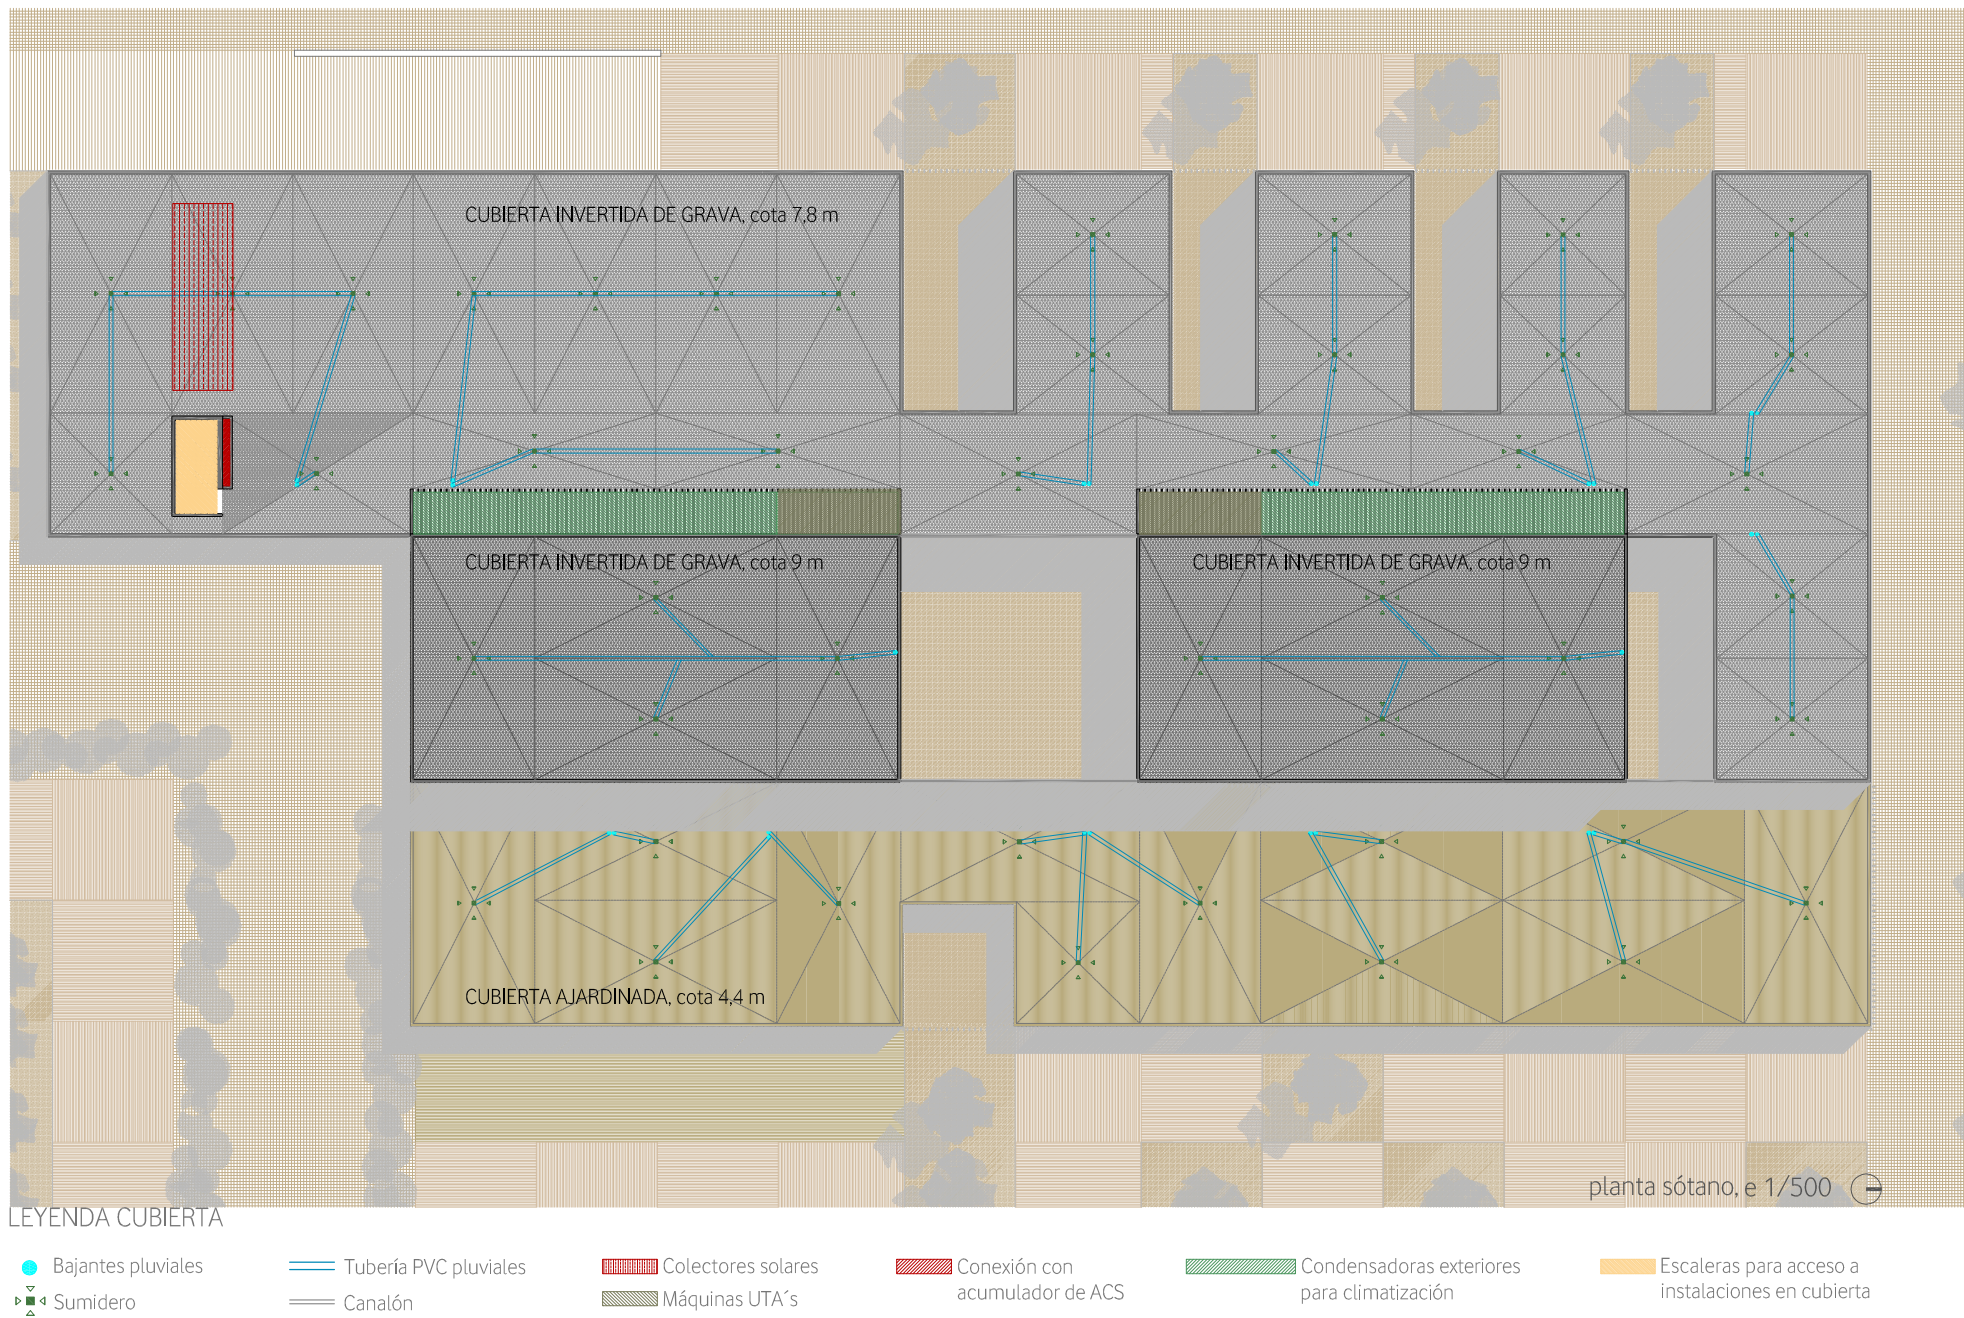 CUBIERTA INVERTIDA DE GRAVA, cota 7,8 m
CUBIERTA INVERTIDA DE GRAVA, cota 9 m
CUBIERTA INVERTIDA DE GRAVA, cota 9 m
CUBIERTA AJARDINADA, cota 4,4 m
planta sótano, e 1/500
LEYENDA CUBIERTA
Bajantes pluviales
Sumidero
Tubería PVC pluviales
Canalón
Colectores solares
Máquinas UTA´s
Conexión con
acumulador de ACS
Condensadoras exteriores
para climatización
Escaleras para acceso a
instalaciones en cubierta